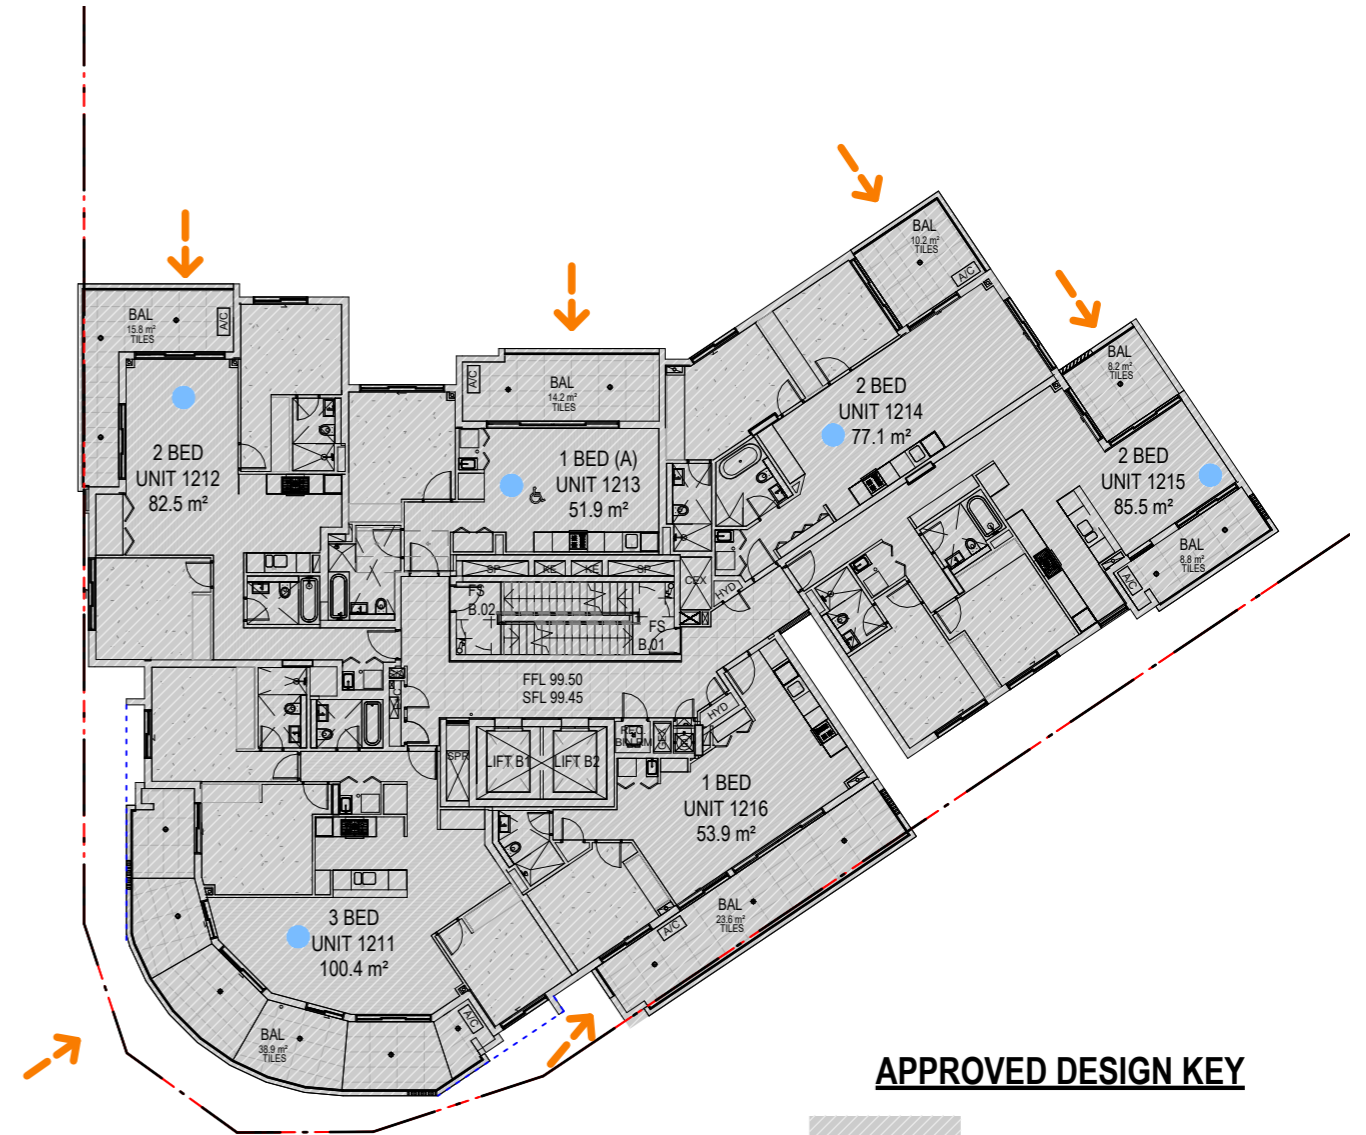 BAL
10.2 m²
TILES
A/C
BAL
15.8 m²
TILES
A/C
BAL
8.2 m²
TILES
BAL
14.2 m²
TILES
A/C
2 BED
UNIT 1214
77.1 m²
2 BED
UNIT 1212
82.5 m²
1 BED (A)
UNIT 1213
51.9 m²
2 BED
UNIT 1215
85.5 m²
BAL
8.8 m²
TILES
A/C
SP
KE
KE
SP
CEX
HYD
FS
B.02
FS
B.01
FFL 99.50
SFL 99.45
HYD
SPR
LIFT B1
LIFT B2
1 BED
UNIT 1216
53.9 m²
BAL
23.6 m²
TILES
A/C
3 BED
UNIT 1211
100.4 m²
BAL
38.9 m²
TILES
A/C
APPROVED DESIGN KEY